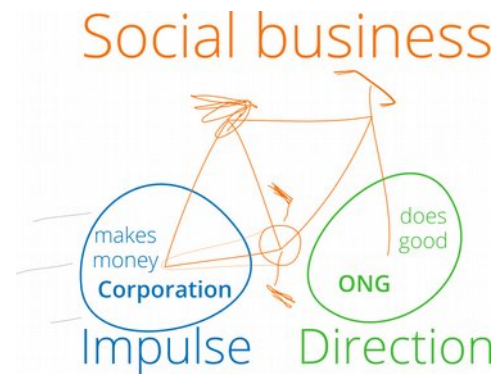 Social business
makes
money
Corporation
does
good
ONG
Impulse
Direction